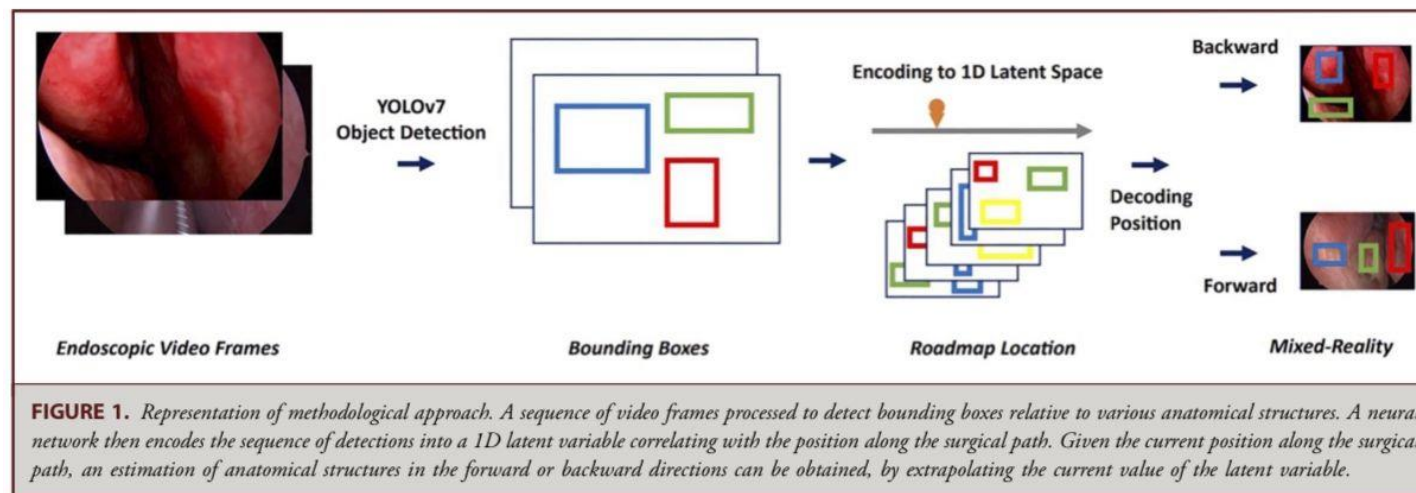 YOLOv7
Object Detection
Encoding to 1D Latent Space
Backward
Decoding
Position
Forward
Endoscopic Video Frames
Bounding Boxes
Roadmap Location
Mixed-Reality
FIGURE 1. Representation of methodological approach. A sequence of video frames processed to detect bounding boxes relative to various anatomical structures. A neural
network then encodes the sequence of detections into a 1D latent variable correlating with the position along the surgical path. Given the current position along the surgical
path, an estimation of anatomical structures in the forward or backward directions can be obtained, by extrapolating the current value of the latent variable.